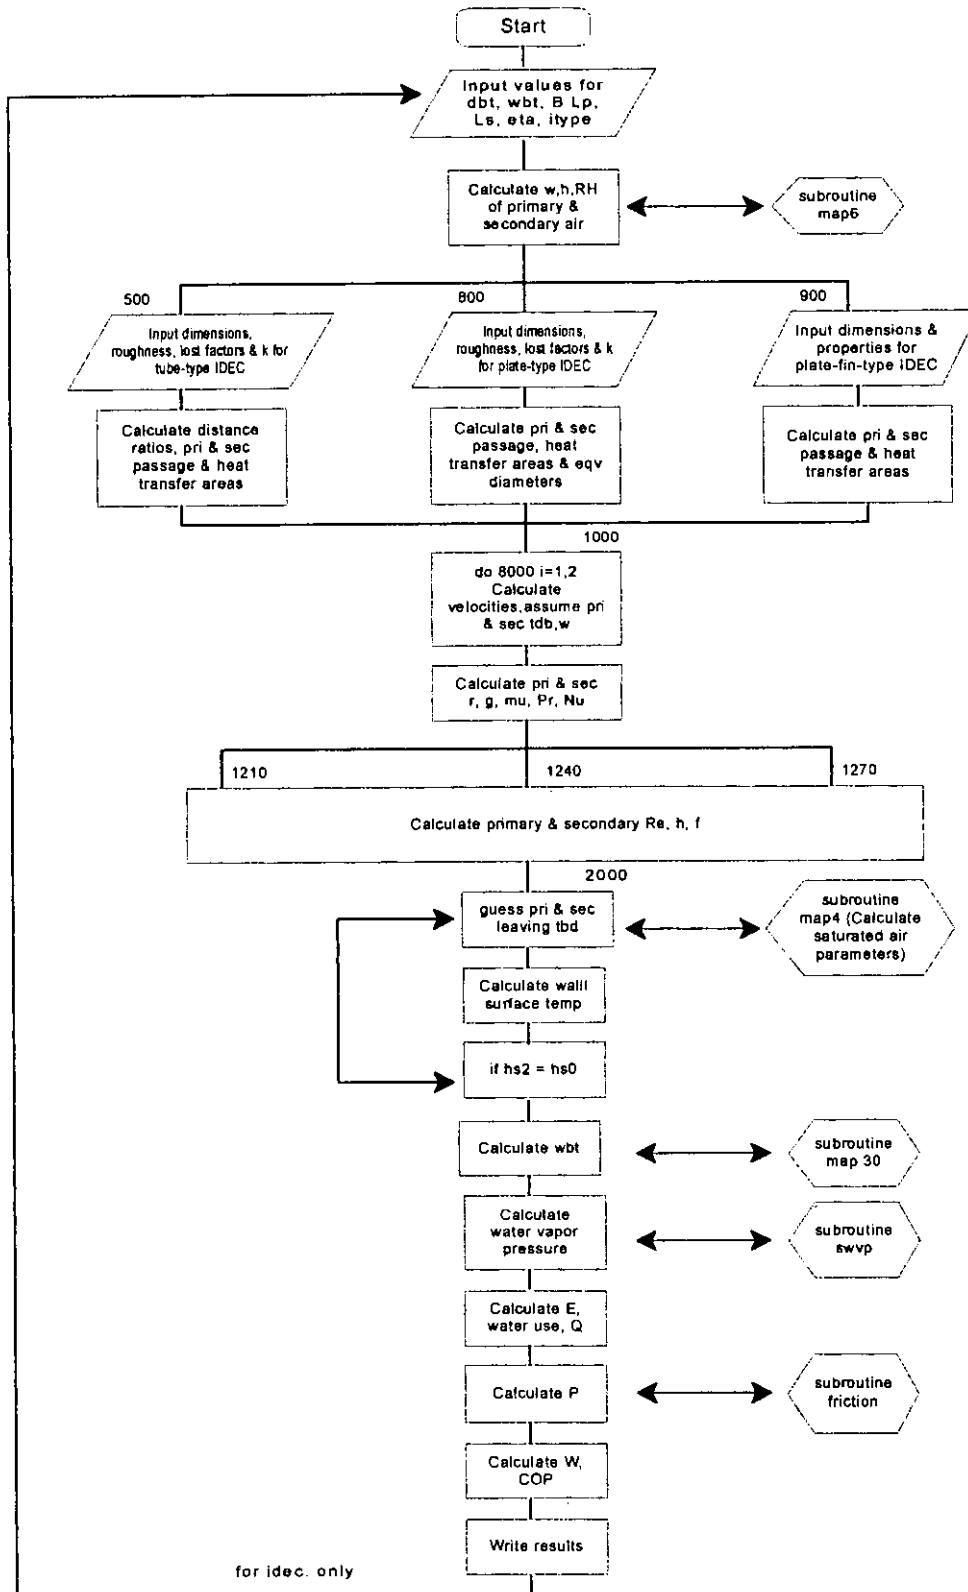 Start
Input values for
dbt, wbt, B Lp,
Ls, eta, itype
Calculate w,h,RH
of primary &
secondary air
subroutine
map6
500
800
900
Input dimensions,
roughness, lost factors & k for
tube-type IDEC
Input dimensions,
roughness, lost factors & k
for plate-type IDEC
Input dimensions &
properties for
plate-fin-type IDEC
Calculate distance
ratios, pri & sec
passage & heat
transfer areas
Calculate pri & sec
passage, heat
transfer areas & eqv
diameters
Calculate pri & sec
passage & heat
transfer areas
1000
do 8000 i=1,2
Calculate
velocities,assume pri
& sec tdb,w
Calculate pri & sec
r, g, mu, Pr, Nu
1210
1240
1270
Calculate primary & secondary Re, h, f
2000
guess pri & sec
leaving tbd
subroutine
map4 (Calculate
saturated air
parameters)
Calculate walll
surface temp
if hs2 = hs0
Calculate wbt
subroutine
map 30
Calculate
water vapor
pressure
subroutine
swvp
Calculate E,
water use, Q
Calculate P
subroutine
friction
Calculate W,
COP
Write results
for idec. only